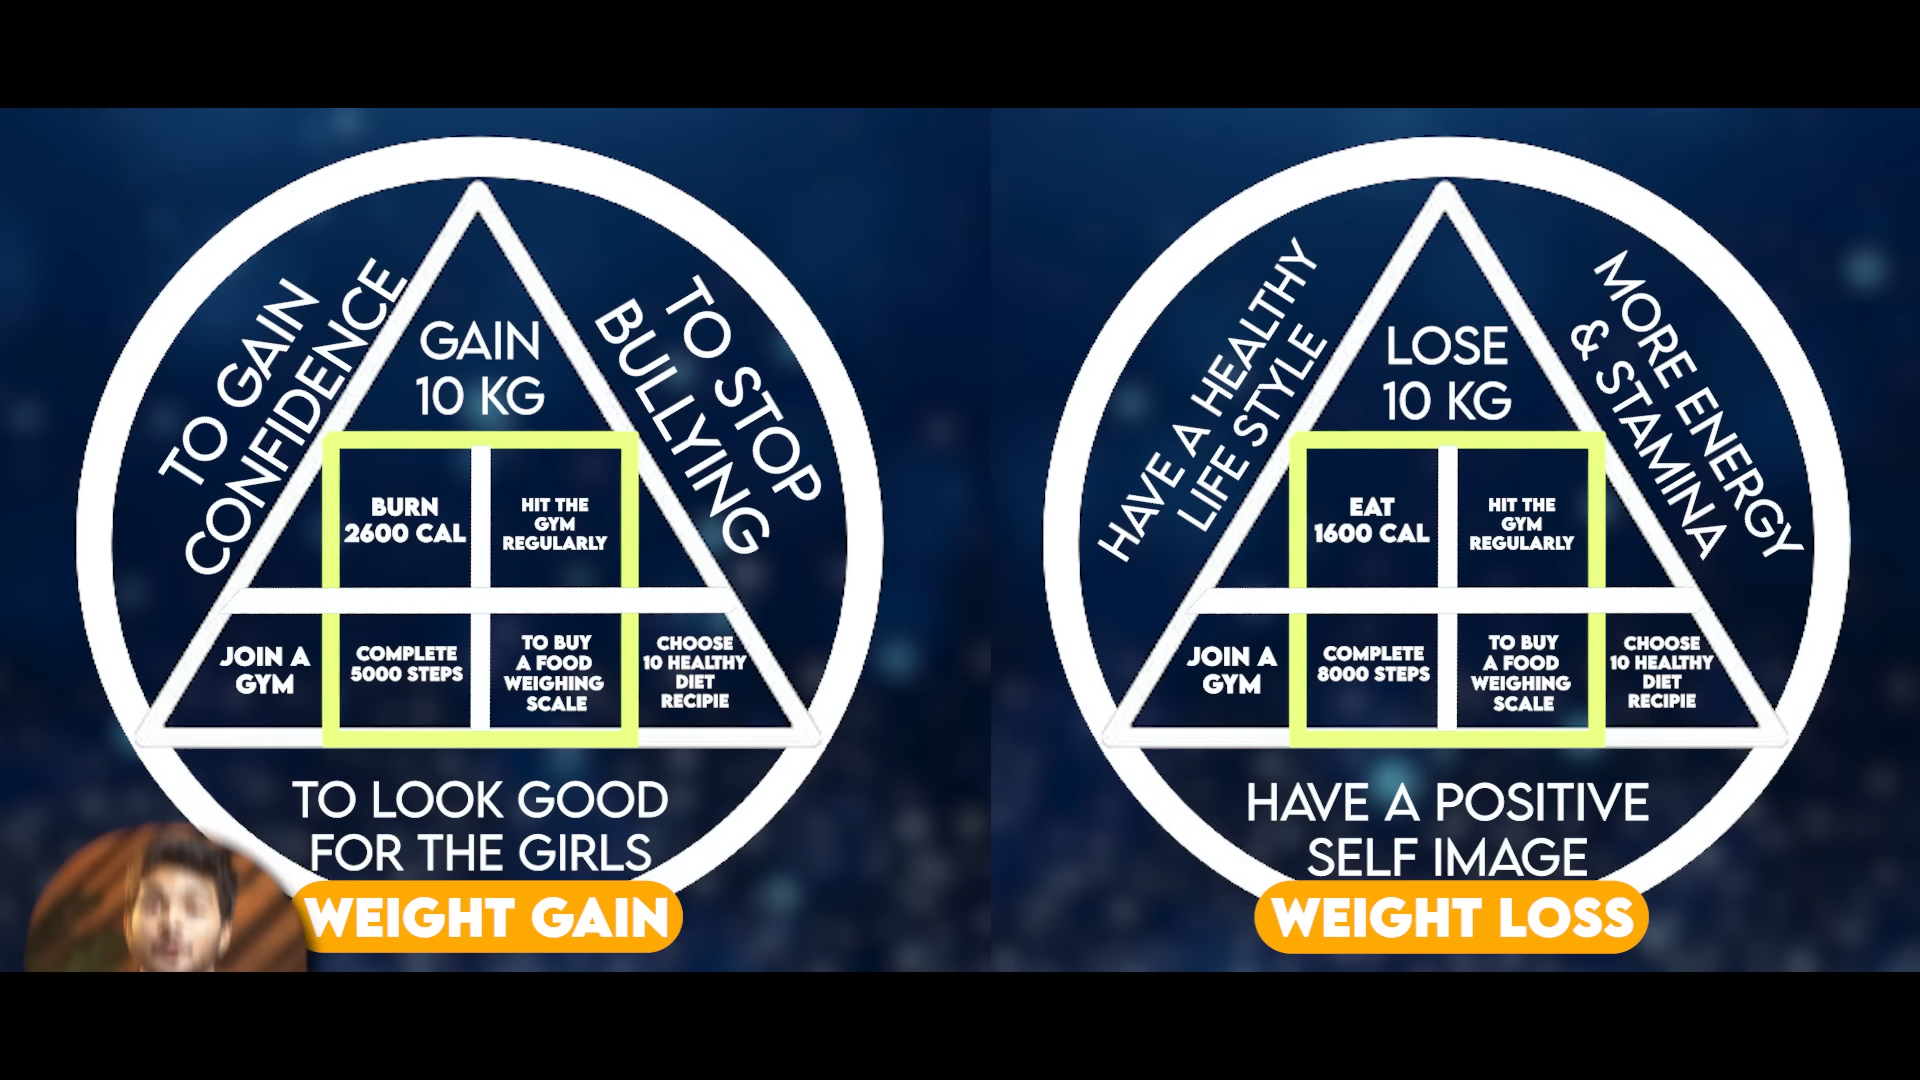 TO GAIN
CONFIDENCE
GAIN
10 KG
TO STOP
BULLYING
BURN
2600 CAL
HIT THE
GYM
REGULARLY
JOIN A
GYM
COMPLETE
5000 STEPS
TO BUY
A FOOD
WEIGHING
SCALE
CHOOSE
10 HEALTHY
DIET
RECIPIE
TO LOOK GOOD
FOR THE GIRLS
WEIGHT GAIN
HAVE A HEALTHY
LIFE STYLE
LOSE
10 KG
MORE ENERGY
& STAMINA
EAT
1600 CAL
HIT THE
GYM
REGULARLY
JOIN A
GYM
COMPLETE
8000 STEPS
TO BUY
A FOOD
WEIGHING
SCALE
CHOOSE
10 HEALTHY
DIET
RECIPIE
HAVE A POSITIVE
SELF IMAGE
WEIGHT LOSS